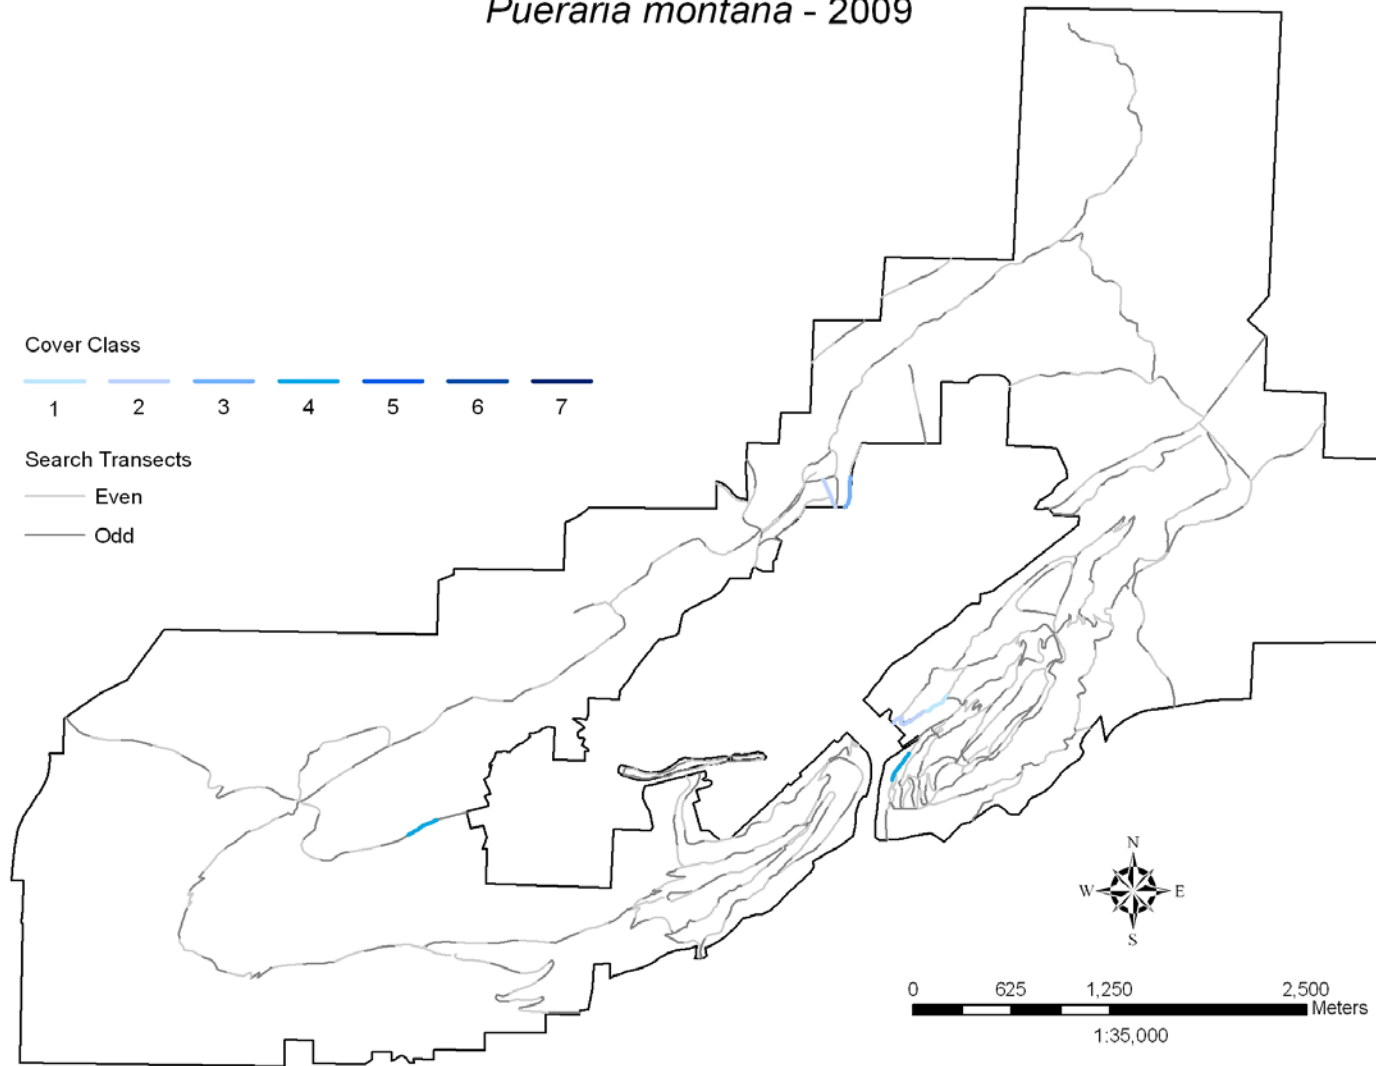 Pueraria montana - 2009
Cover Class
1 2 3 4 5 6 7
Search Transects
Even
Odd
N
W E
S
0 625 1,250 2,500
Meters
1:35,000